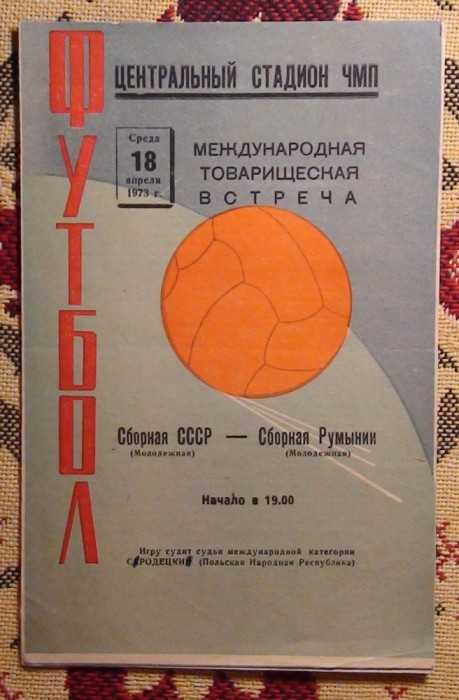 ФУТБОЛ
ЦЕНТРАЛЬНЫЙ СТАДИОН ЧМП
Среда
18
апреля
1973 г.
МЕЖДУНАРОДНАЯ
ТОВАРИЩЕСКАЯ
ВСТРЕЧА
Сборная СССР — Сборная Румынии
(Молодежная) (Молодежная)
Начало в 19.00
Игру судит судья международной категории
(Польская Народная Республика)